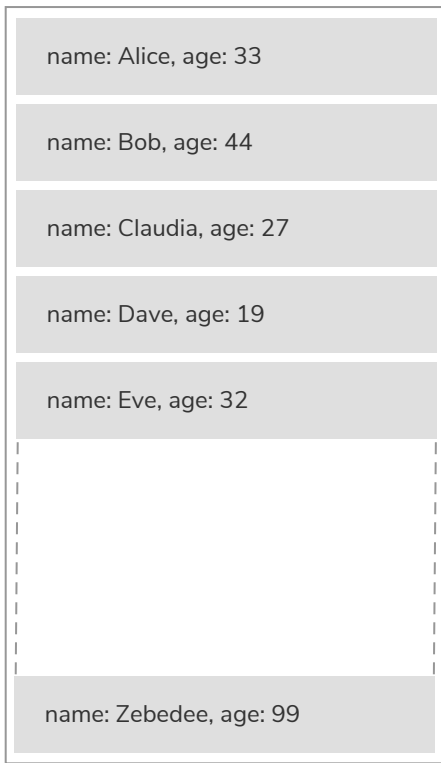 name: Alice, age: 33
name: Bob, age: 44
name: Claudia, age: 27
name: Dave, age: 19
name: Eve, age: 32
name: Zebedee, age: 99